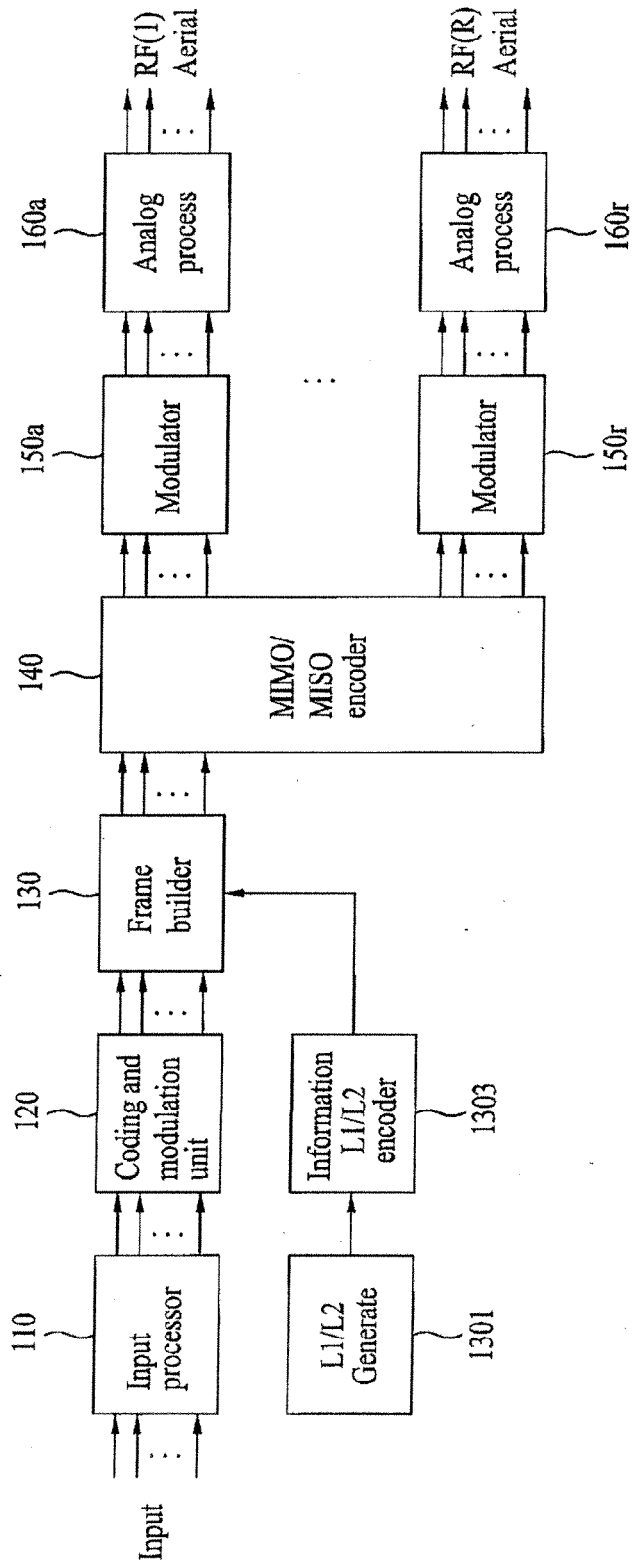 110
120
130
140
150a
160a
Input
Input
processor
Coding and
modulation
unit
Frame
builder
MIMO/
MISO
encoder
Modulator
Analog
process
RF(1)
Aerial
L1/L2
Generate
Information
L1/L2
encoder
1301
1303
Modulator
Analog
process
RF(R)
Aerial
150r
160r